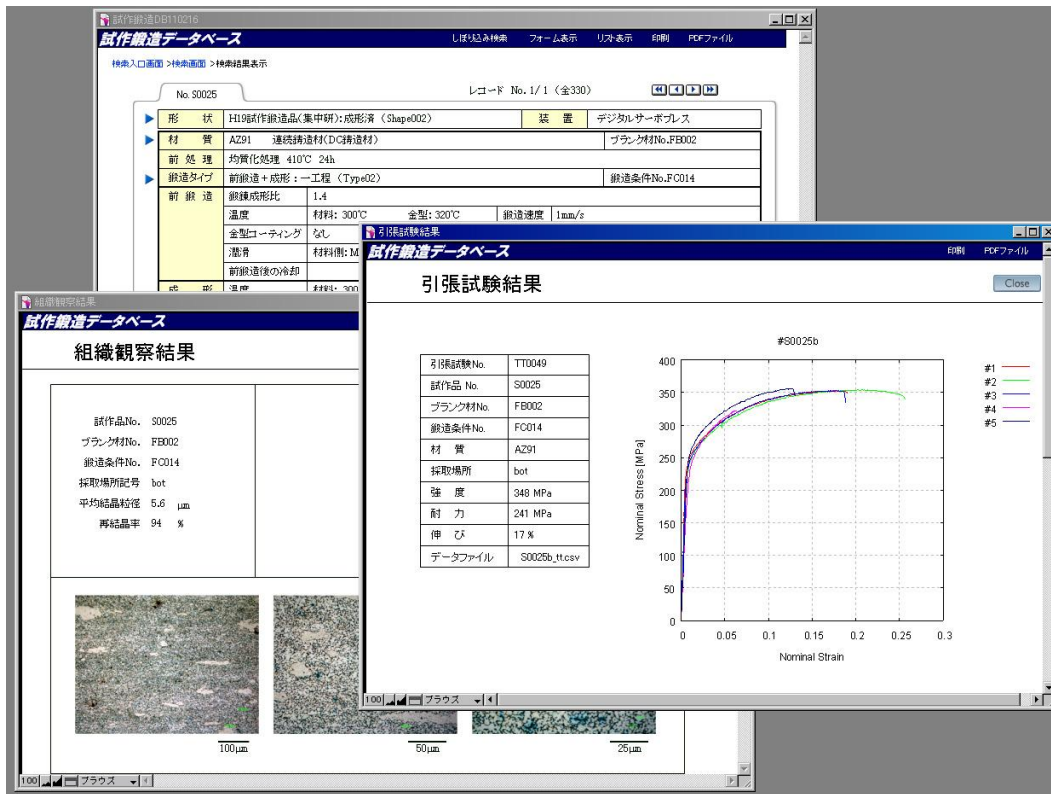 試作鍛造DB110216
試作鍛造データベース
しぼり込み検索 フォーム表示 リスト表示 印刷 PDFファイル
検索入口画面 >検索画面 >検索結果表示
No. S0025
レコード No. 1/ 1 (全330)
形 状 H19試作鍛造品(集中研):成形済 (Shape002) 装 置 デジタルサーボプレス
材 質 AZ91 連続鋳造材(DC鋳造材) ブランク材No.FB002
前 処 理 均質化処理 410℃ 24h
鍛造タイプ 前鍛造+成形:一工程 (Type02) 鍛造条件No.FC014
前 鍛 造 鍛錬成形比 1.4
温度 材料: 300℃ 金型: 320℃ 鍛造速度 1mm/s
金型コーティング なし
潤滑 材料側: M
前鍛造後の冷却
成 形 温度 材料: 300
引張試験結果
試作鍛造データベース
印刷 PDFファイル
引張試験結果
Close
引張試験No. TT0049
試作品 No. S0025
ブランク材No. FB002
鍛造条件No. FC014
材 質 AZ91
採取場所 bot
強 度 348 MPa
耐 力 241 MPa
伸 び 17 %
データファイル S0025b_tt.csv
#S0025b
400
350
300
250
200
150
100
50
0
Nominal Stress [MPa]
0 0.05 0.1 0.15 0.2 0.25 0.3
Nominal Strain
#1
#2
#3
#4
#5
100 ブラウズ
組織観察結果
試作鍛造データベース
組織観察結果
試作品No. S0025
ブランク材No. FB002
鍛造条件No. FC014
採取場所記号 bot
平均結晶粒径 5.6 μm
再結晶率 94 %
100μm 50μm 25μm
100 ブラウズ